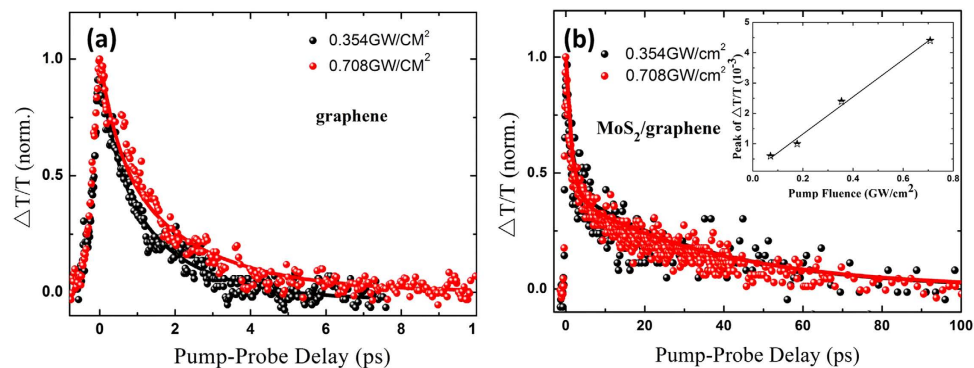 (a)
0.354GW/CM²
0.708GW/CM²
graphene
△T/T (norm.)
1.0
0.5
0.0
0 2 4 6 8 1
Pump-Probe Delay (ps)
(b)
0.354GW/cm²
0.708GW/cm²
MoS₂/graphene
△T/T (norm.)
1.0
0.5
0.0
0 20 40 60 80 100
Pump-Probe Delay (ps)
Peak of △T/T (10⁻³)
5
4
3
2
1
0.0 0.2 0.4 0.6 0.8
Pump Fluence (GW/cm²)